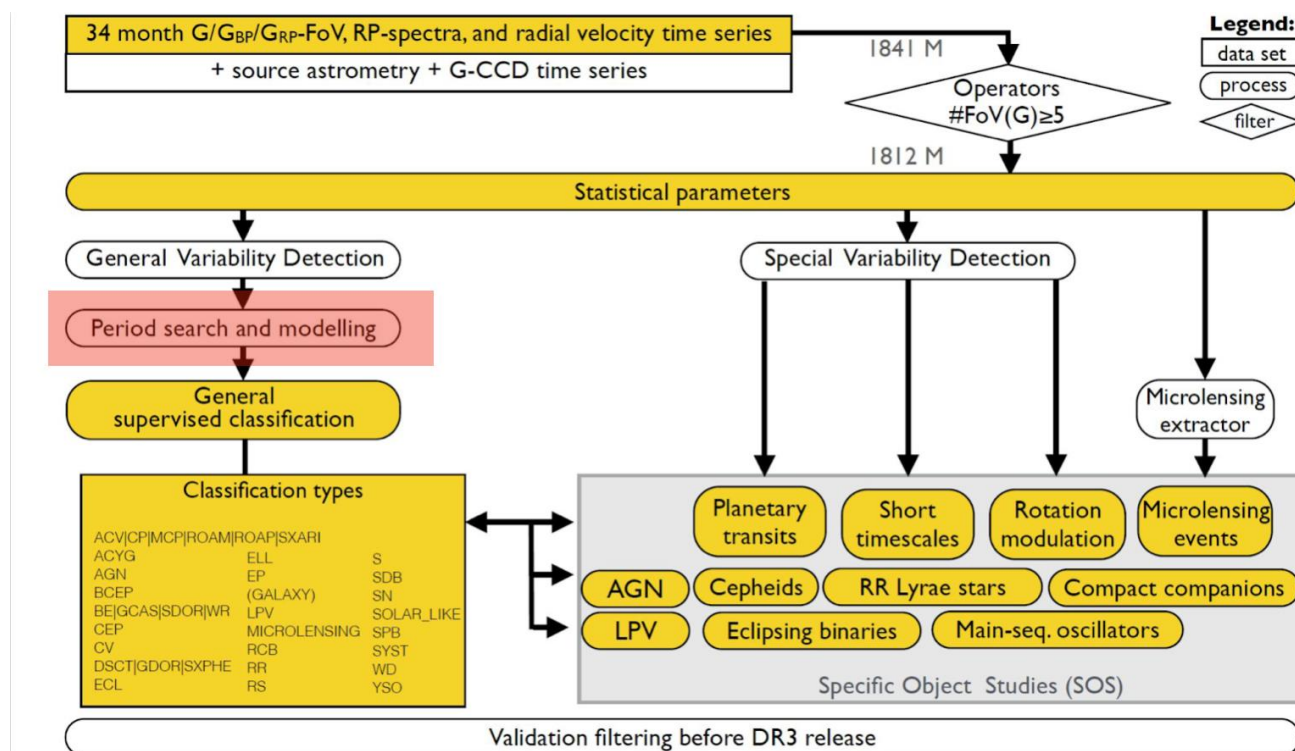 34 month G/GBP/GRP-FoV, RP-spectra, and radial velocity time series
+ source astrometry + G-CCD time series
1841 M
Legend:
data set
process
filter
Operators
#FoV(G)≥5
1812 M
Statistical parameters
General Variability Detection
Special Variability Detection
Period search and modelling
General
supervised classification
Microlensing
extractor
Classification types
ACV|CP|MCP|ROAM|ROAP|SXARI
ACYG
AGN
BCEP
BE|GCAS|SDOR|WR
CEP
CV
DSCT|GDOR|SXPHE
ECL
ELL
EP
(GALAXY)
LPV
MICROLENSING
RCB
RR
RS
S
SDB
SN
SOLAR_LIKE
SPB
SYST
WD
YSO
Planetary
transits
Short
timescales
Rotation
modulation
Microlensing
events
AGN
Cepheids
RR Lyrae stars
Compact companions
LPV
Eclipsing binaries
Main-seq. oscillators
Specific Object Studies (SOS)
Validation filtering before DR3 release